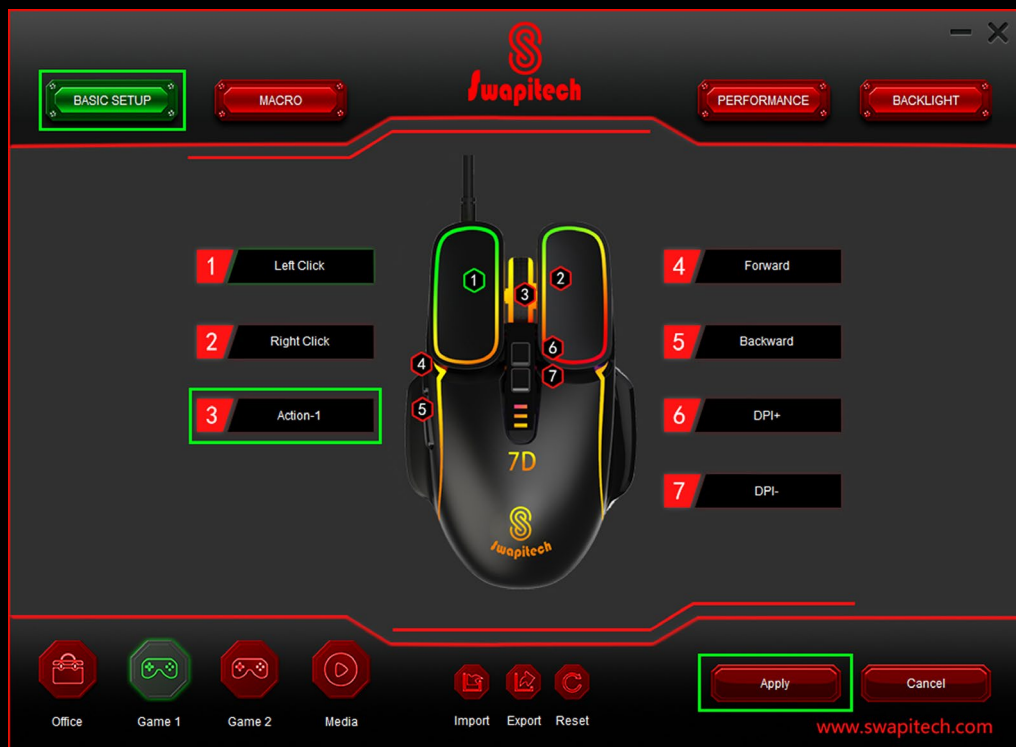 Swapitech
BASIC SETUP
MACRO
PERFORMANCE
BACKLIGHT
1 Left Click
2 Right Click
3 Action-1
1
2
3
4
5
6
7
7D
Swapitech
4 Forward
5 Backward
6 DPI+
7 DPI-
Office
Game 1
Game 2
Media
Import
Export
Reset
Apply
Cancel
www.swapitech.com